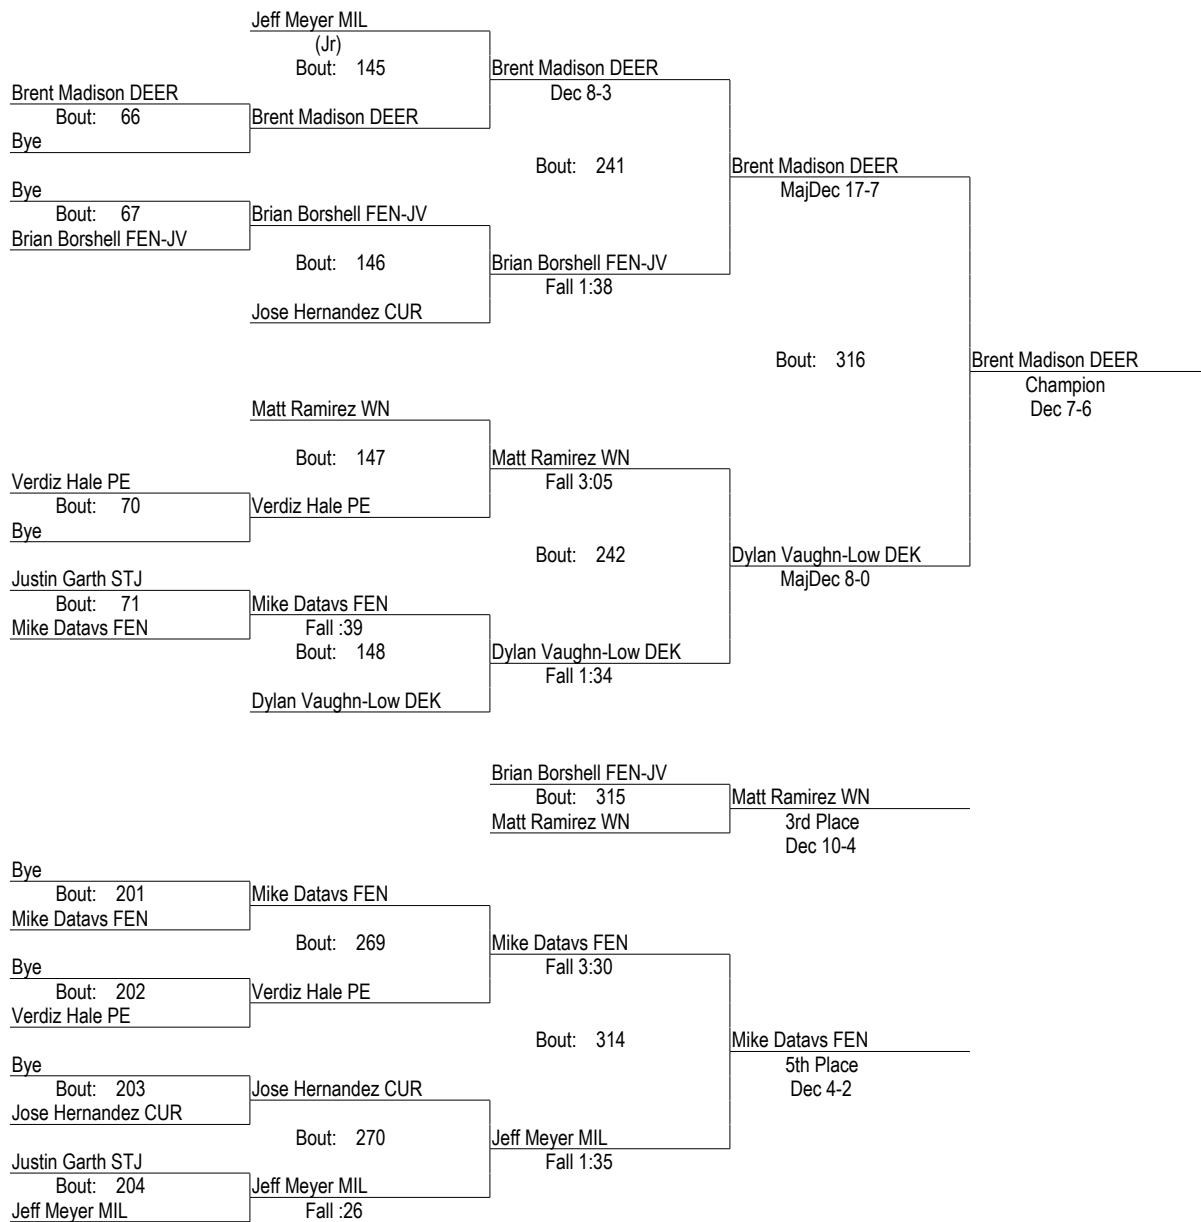 Jeff Meyer MIL
(Jr)
Bout: 145
Brent Madison DEER
Dec 8-3
Brent Madison DEER
Bout: 66
Brent Madison DEER
Bye
Bout: 241
Brent Madison DEER
MajDec 17-7
Bye
Bout: 67
Brian Borshell FEN-JV
Brian Borshell FEN-JV
Bout: 146
Brian Borshell FEN-JV
Fall 1:38
Jose Hernandez CUR
Bout: 316
Brent Madison DEER
Champion
Dec 7-6
Matt Ramirez WN
Bout: 147
Matt Ramirez WN
Fall 3:05
Verdiz Hale PE
Bout: 70
Verdiz Hale PE
Bye
Bout: 242
Dylan Vaughn-Low DEK
MajDec 8-0
Justin Garth STJ
Bout: 71
Mike Datavs FEN
Mike Datavs FEN
Fall :39
Bout: 148
Dylan Vaughn-Low DEK
Fall 1:34
Dylan Vaughn-Low DEK
Brian Borshell FEN-JV
Bout: 315
Matt Ramirez WN
Matt Ramirez WN
3rd Place
Dec 10-4
Bye
Bout: 201
Mike Datavs FEN
Mike Datavs FEN
Bout: 269
Mike Datavs FEN
Fall 3:30
Bye
Bout: 202
Verdiz Hale PE
Verdiz Hale PE
Bout: 314
Mike Datavs FEN
5th Place
Dec 4-2
Bye
Bout: 203
Jose Hernandez CUR
Jose Hernandez CUR
Bout: 270
Jeff Meyer MIL
Fall 1:35
Justin Garth STJ
Bout: 204
Jeff Meyer MIL
Jeff Meyer MIL
Fall :26